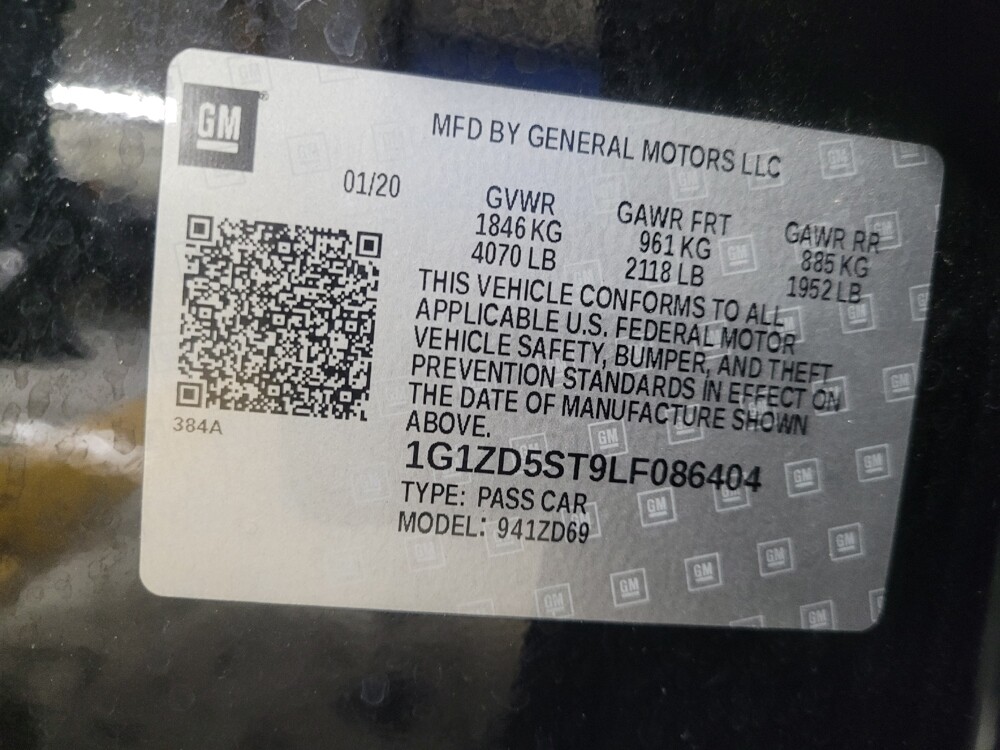 GM
MFD BY GENERAL MOTORS LLC
01/20
GVWR
1846 KG
4070 LB
GAWR FRT
961 KG
2118 LB
GAWR RR
885 KG
1952 LB
THIS VEHICLE CONFORMS TO ALL
APPLICABLE U.S. FEDERAL MOTOR
VEHICLE SAFETY, BUMPER, AND THEFT
PREVENTION STANDARDS IN EFFECT ON
THE DATE OF MANUFACTURE SHOWN
ABOVE.
384A
1G1ZD5ST9LF086404
TYPE: PASS CAR
MODEL: 941ZD69